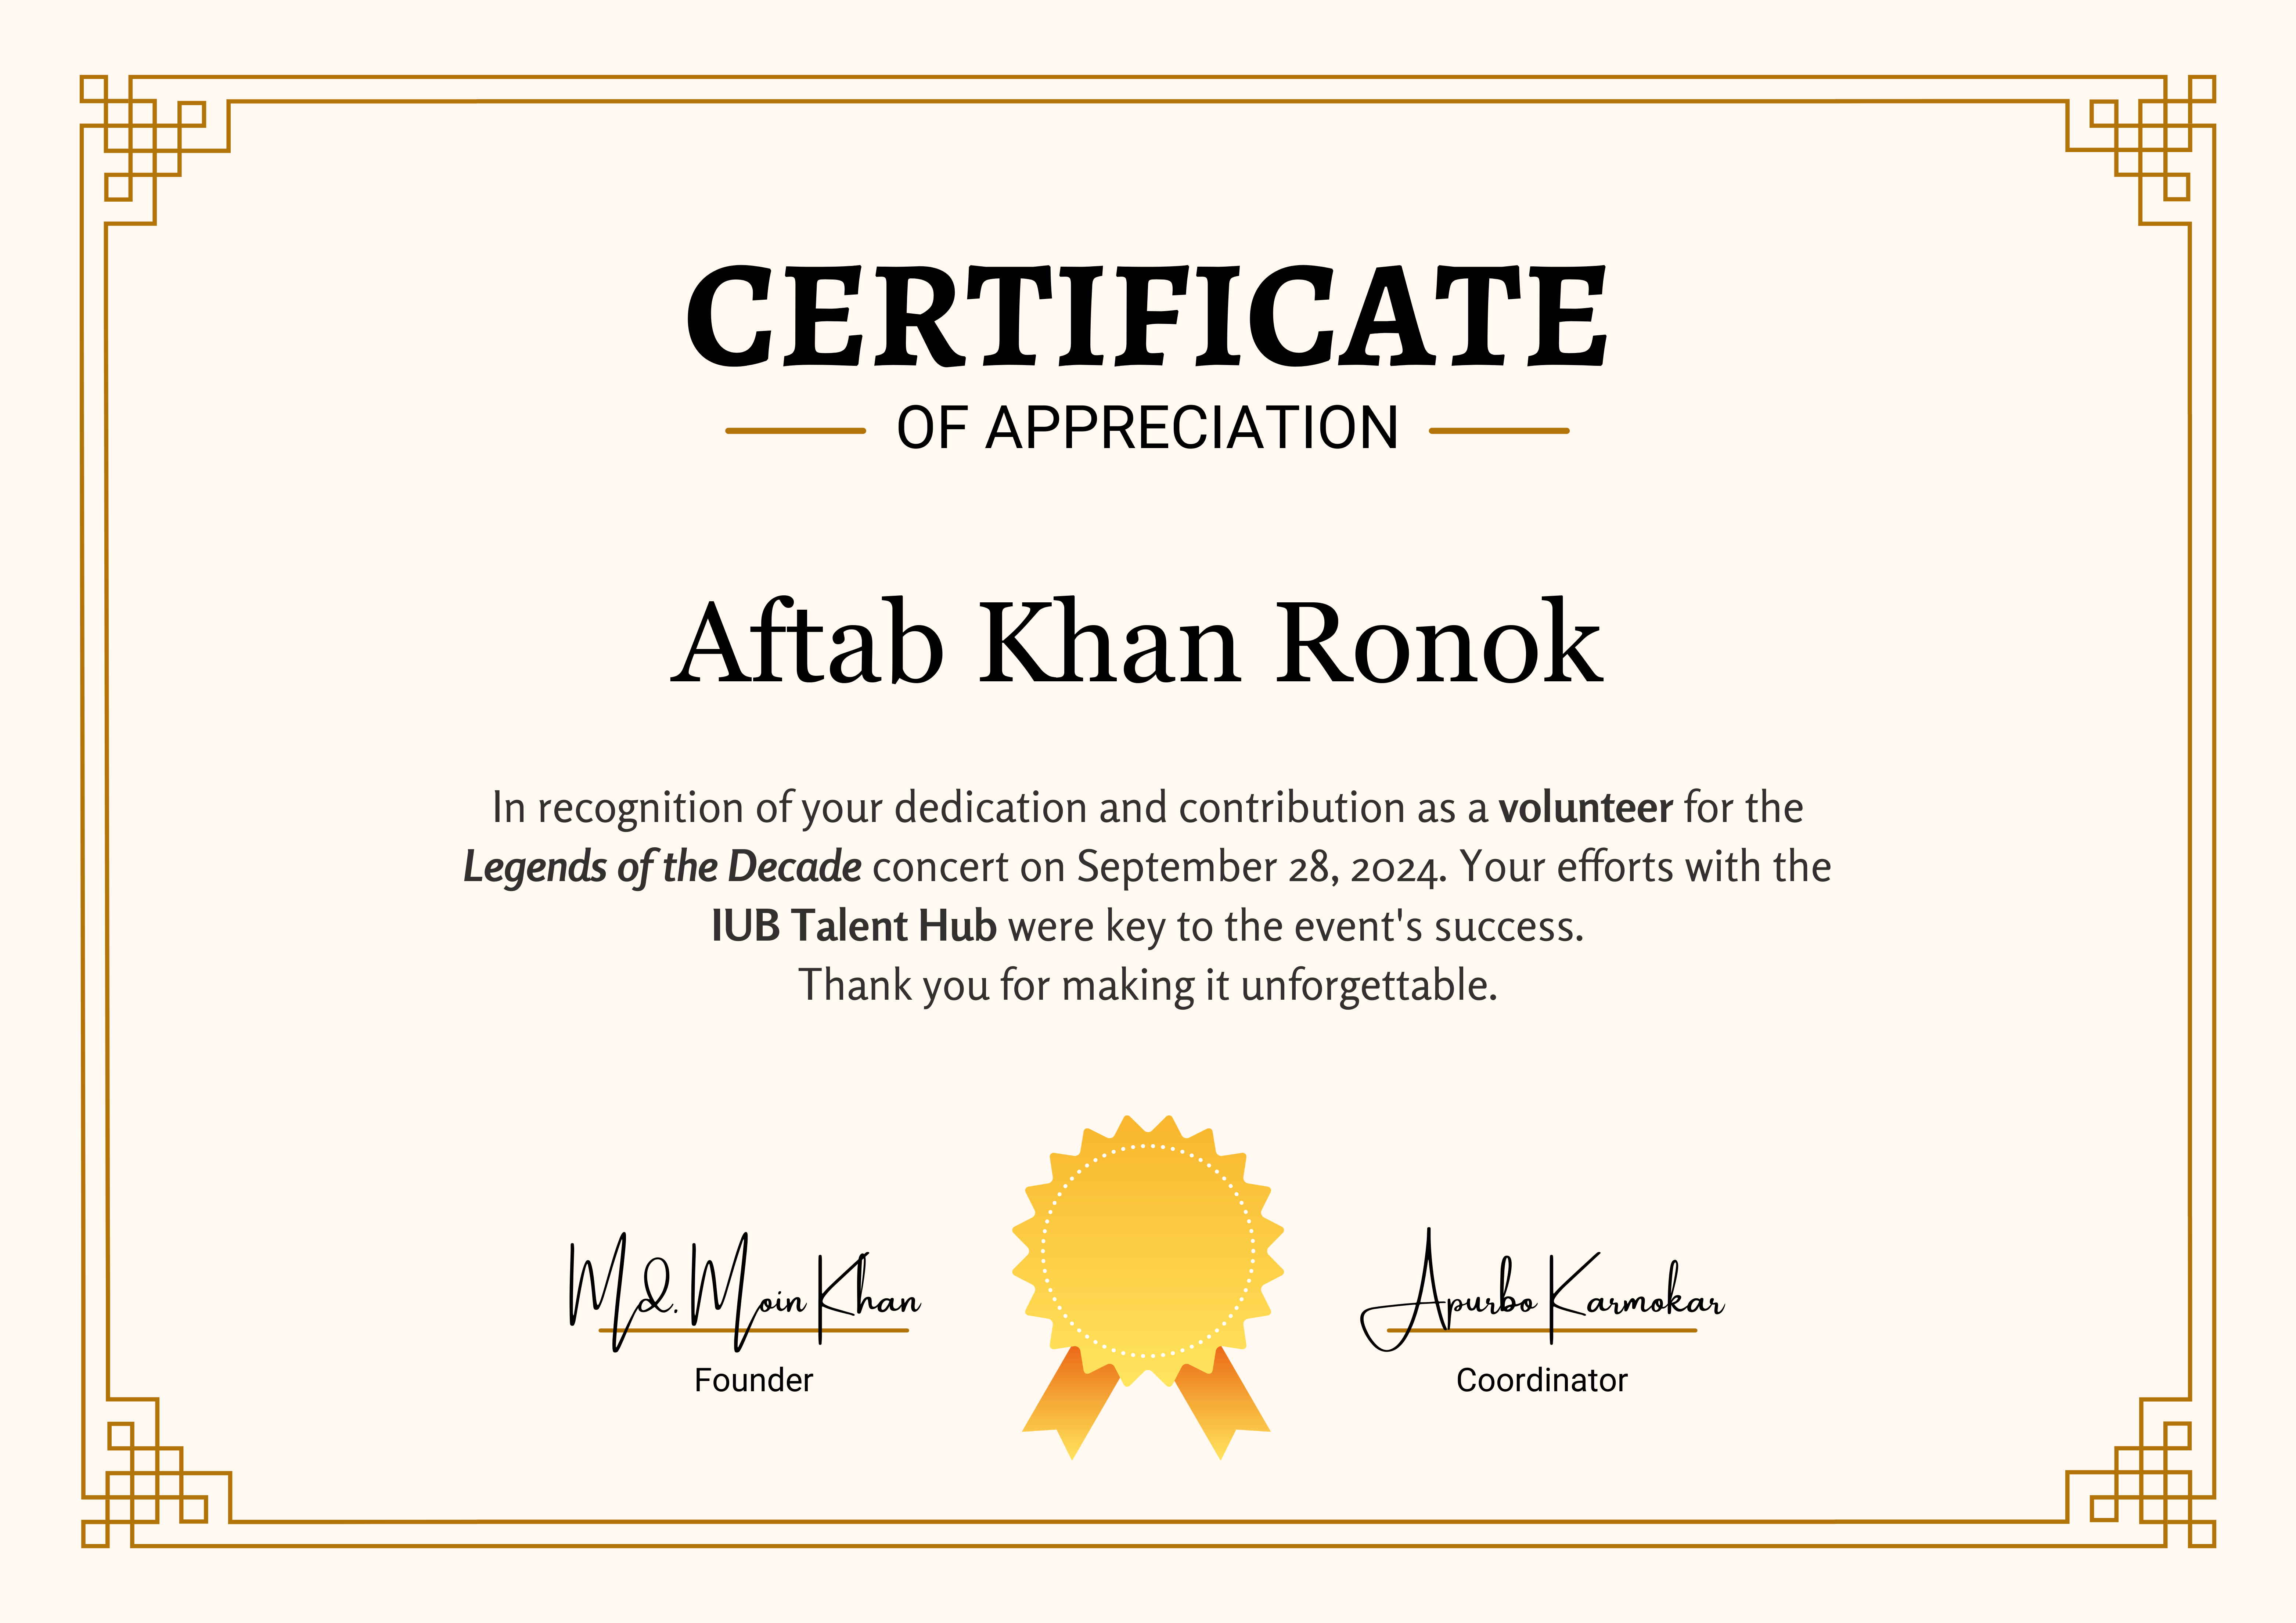 CERTIFICATE
OF APPRECIATION
Aftab Khan Ronok
In recognition of your dedication and contribution as a volunteer for the
Legends of the Decade concert on September 28, 2024. Your efforts with the
IUB Talent Hub were key to the event's success.
Thank you for making it unforgettable.
Md. Moin Khan
Founder
Apurbo Karmokar
Coordinator